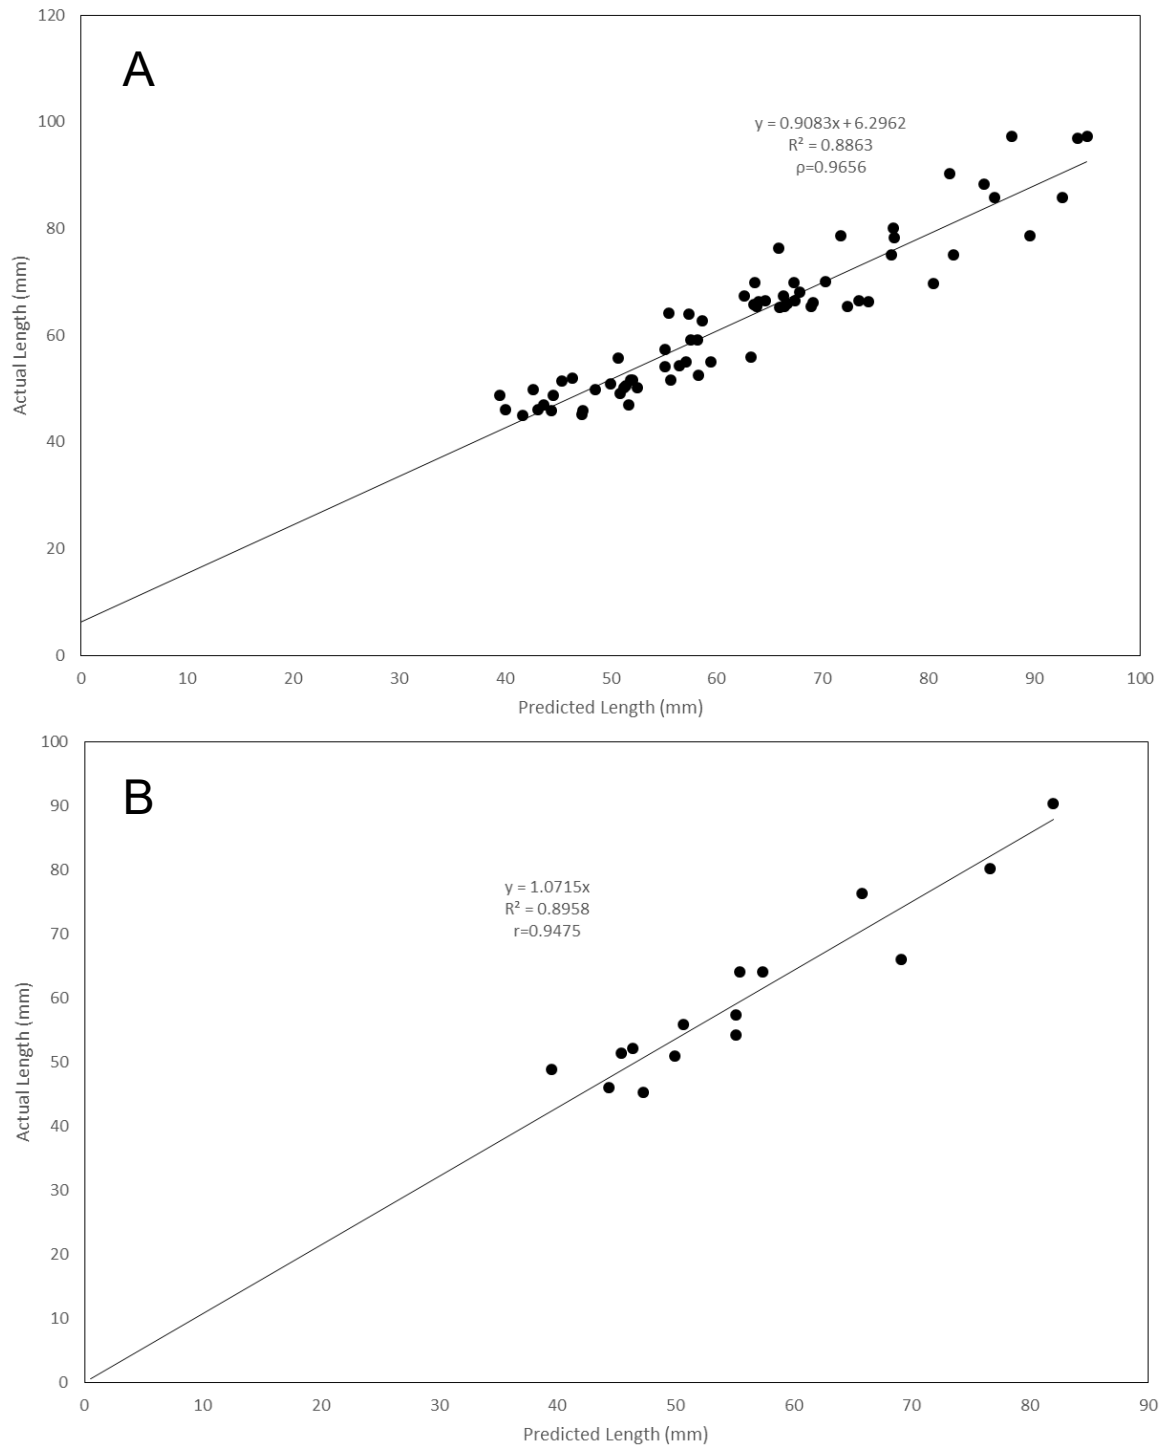 A
120
100
80
60
40
20
0
y = 0.9083x + 6.2962
R² = 0.8863
ρ=0.9656
Actual Length (mm)
0 10 20 30 40 50 60 70 80 90 100
Predicted Length (mm)
B
100
90
80
70
60
50
40
30
20
10
0
y = 1.0715x
R² = 0.8958
r=0.9475
Actual Length (mm)
0 10 20 30 40 50 60 70 80 90
Predicted Length (mm)